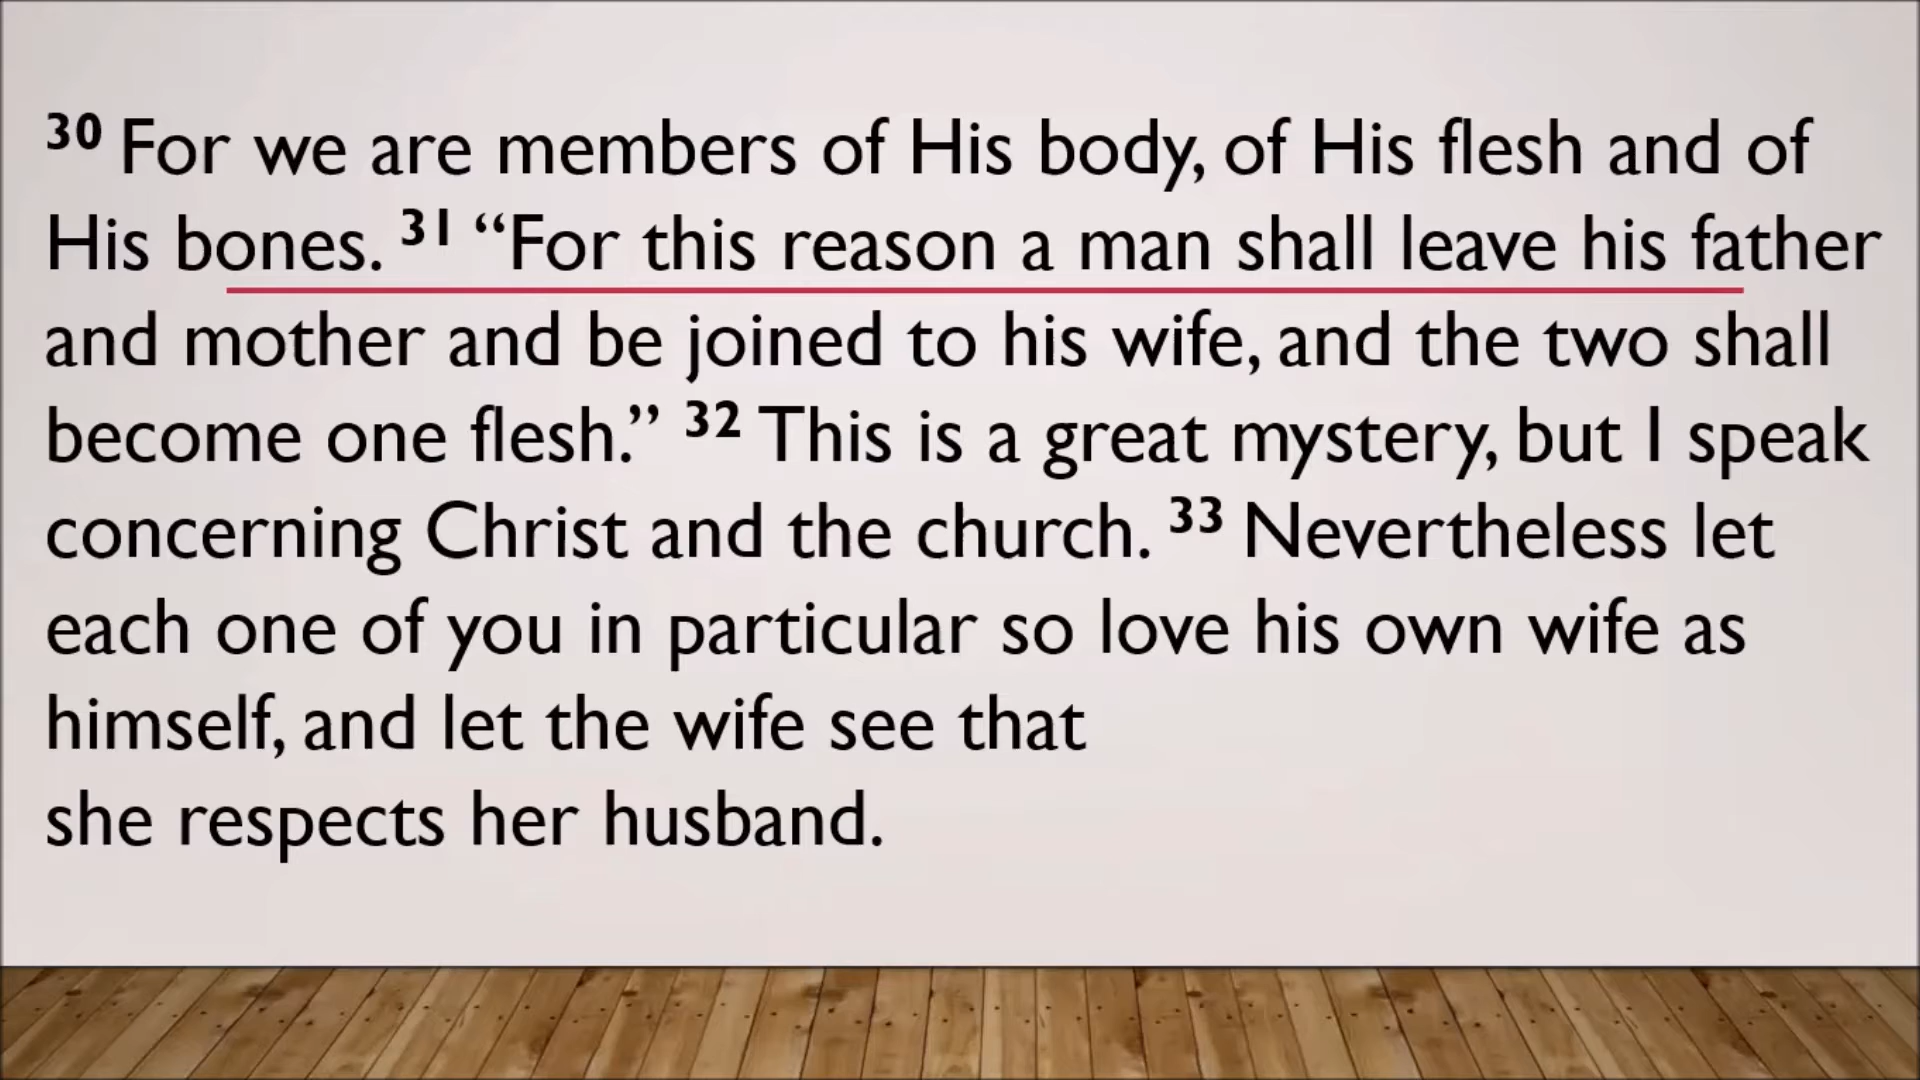 30 For we are members of His body, of His flesh and of
His bones. 31 “For this reason a man shall leave his father
and mother and be joined to his wife, and the two shall
become one flesh.” 32 This is a great mystery, but I speak
concerning Christ and the church. 33 Nevertheless let
each one of you in particular so love his own wife as
himself, and let the wife see that
she respects her husband.